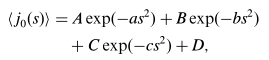 ⟨j₀(s)⟩ = A exp(−as²) + B exp(−bs²)
+ C exp(−cs²) + D,